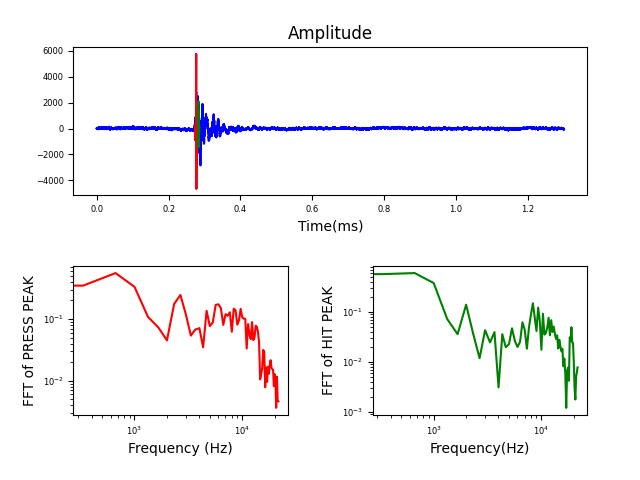 Amplitude
6000
4000
2000
0
−2000
−4000
0.0 0.2 0.4 0.6 0.8 1.0 1.2
Time(ms)
FFT of PRESS PEAK
10⁻¹
10⁻²
10³ 10⁴
Frequency (Hz)
FFT of HIT PEAK
10⁻¹
10⁻²
10⁻³
10³ 10⁴
Frequency(Hz)